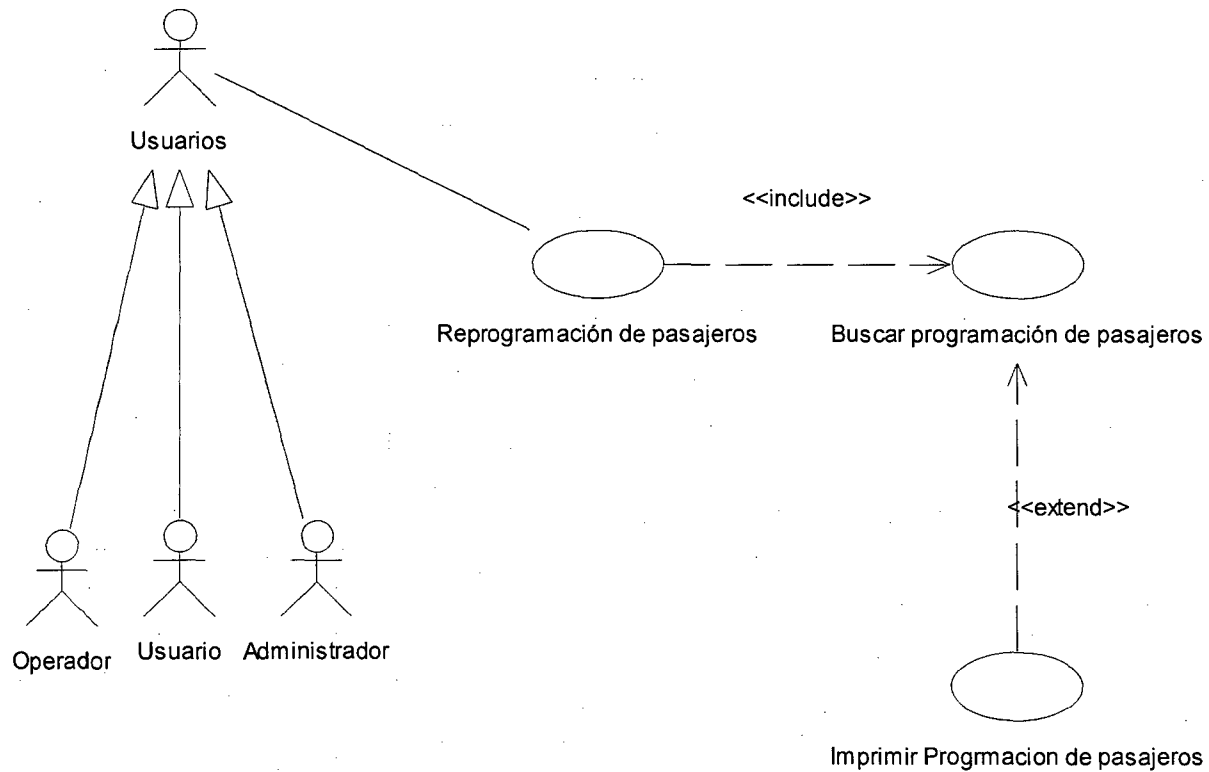 Usuarios
<<include>>
Reprogramación de pasajeros
Buscar programación de pasajeros
<<extend>>
Operador
Usuario
Administrador
Imprimir Progrmacion de pasajeros